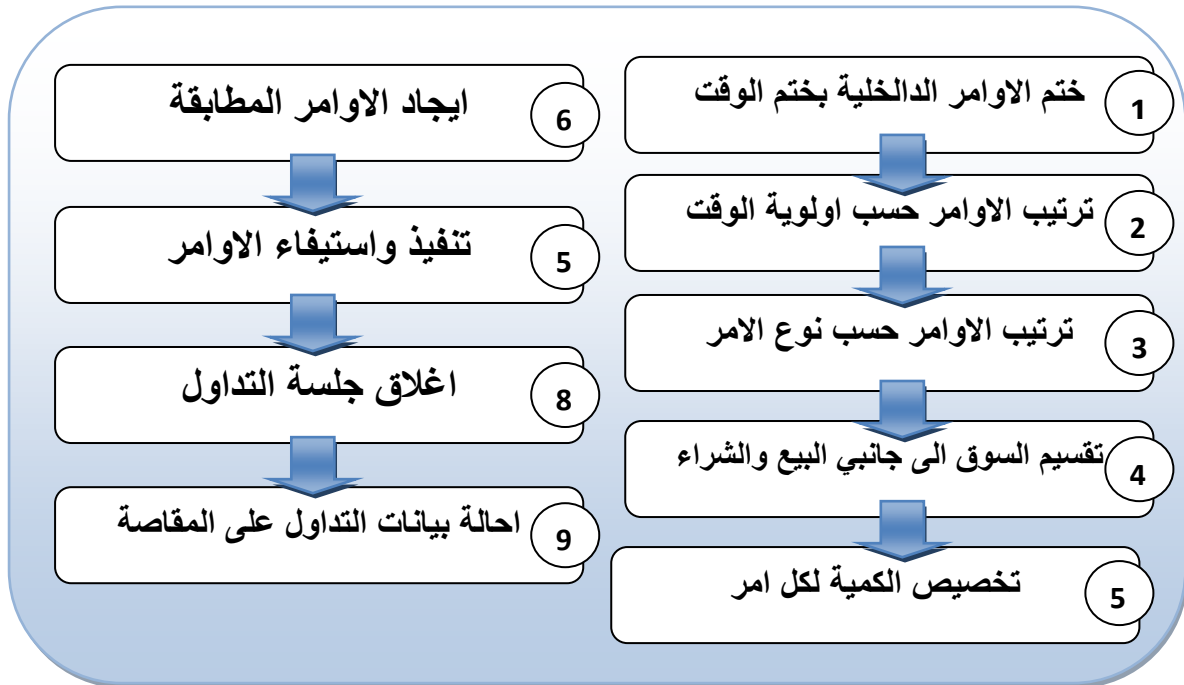 ختم الاوامر الدالخلية بختم الوقت
1
ترتيب الاوامر حسب اولوية الوقت
2
ترتيب الاوامر حسب نوع الامر
3
تقسيم السوق الى جانبي البيع والشراء
4
تخصيص الكمية لكل امر
5
ايجاد الاوامر المطابقة
6
تنفيذ واستيفاء الاوامر
5
اغلاق جلسة التداول
8
احالة بيانات التداول على المقاصة
9